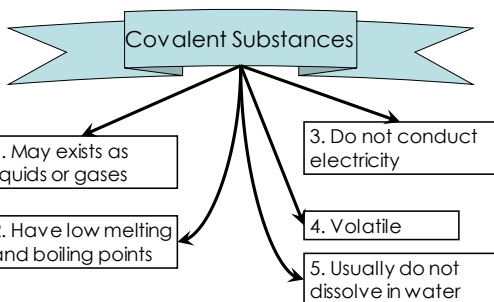 Covalent Substances
. May exists as
quids or gases
2. Have low melting
and boiling points
3. Do not conduct
electricity
4. Volatile
5. Usually do not
dissolve in water